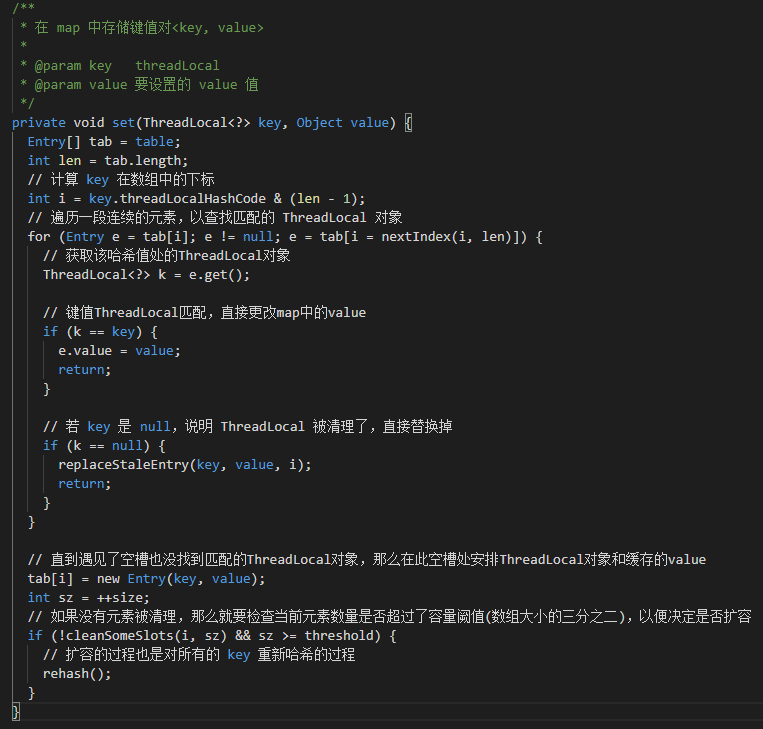 /**
 * 在 map 中存储键值对<key, value>
 *
 * @param key   threadLocal
 * @param value 要设置的 value 值
 */
private void set(ThreadLocal<?> key, Object value) {
  Entry[] tab = table;
  int len = tab.length;
  // 计算 key 在数组中的下标
  int i = key.threadLocalHashCode & (len - 1);
  // 遍历一段连续的元素，以查找匹配的 ThreadLocal 对象
  for (Entry e = tab[i]; e != null; e = tab[i = nextIndex(i, len)]) {
    // 获取该哈希值处的ThreadLocal对象
    ThreadLocal<?> k = e.get();

    // 键值ThreadLocal匹配，直接更改map中的value
    if (k == key) {
      e.value = value;
      return;
    }

    // 若 key 是 null，说明 ThreadLocal 被清理了，直接替换掉
    if (k == null) {
      replaceStaleEntry(key, value, i);
      return;
    }
  }

  // 直到遇见了空槽也没找到匹配的ThreadLocal对象，那么在此空槽处安排ThreadLocal对象和缓存的value
  tab[i] = new Entry(key, value);
  int sz = ++size;
  // 如果没有元素被清理，那么就要检查当前元素数量是否超过了容量阙值(数组大小的三分之二)，以便决定是否扩容
  if (!cleanSomeSlots(i, sz) && sz >= threshold) {
    // 扩容的过程也是对所有的 key 重新哈希的过程
    rehash();
  }
}